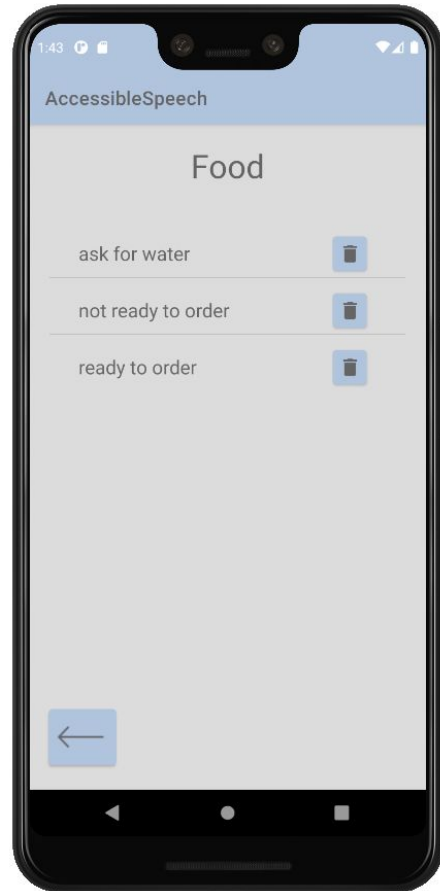 1:43
AccessibleSpeech
Food
ask for water
not ready to order
ready to order